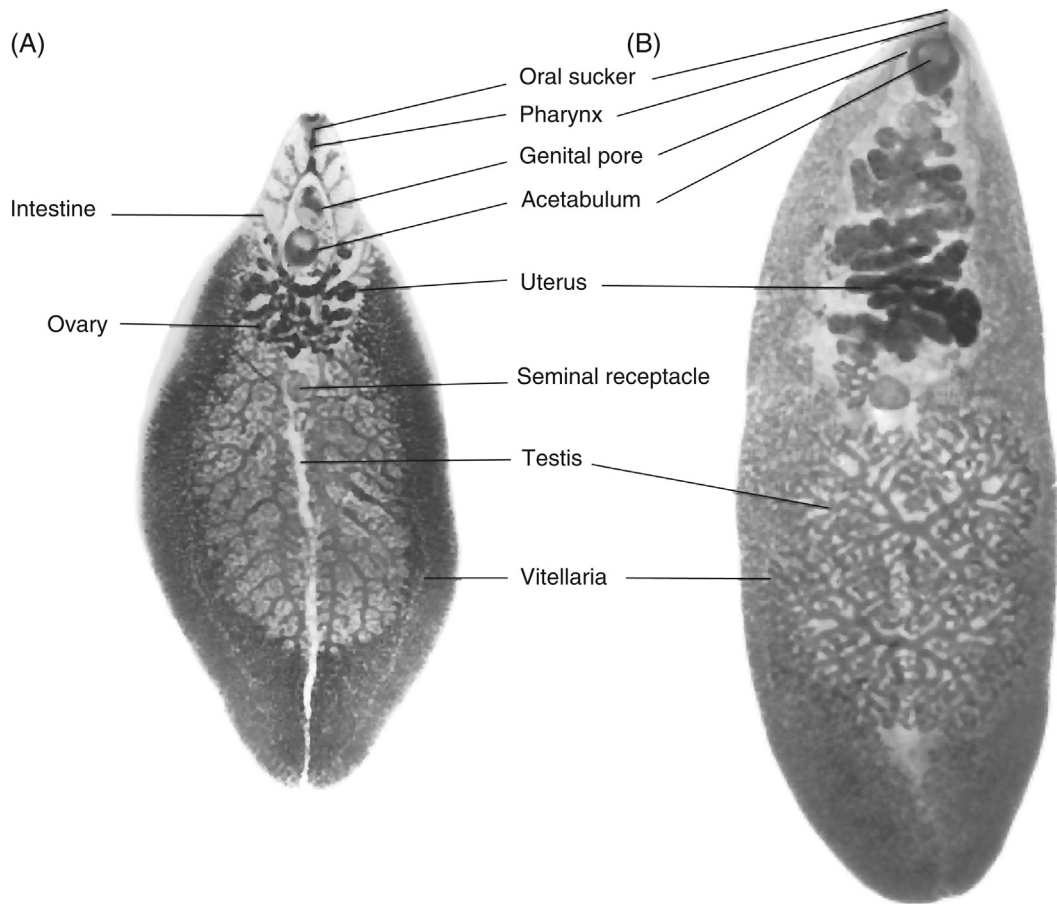 (A)
(B)
Oral sucker
Pharynx
Genital pore
Acetabulum
Intestine
Uterus
Ovary
Seminal receptacle
Testis
Vitellaria